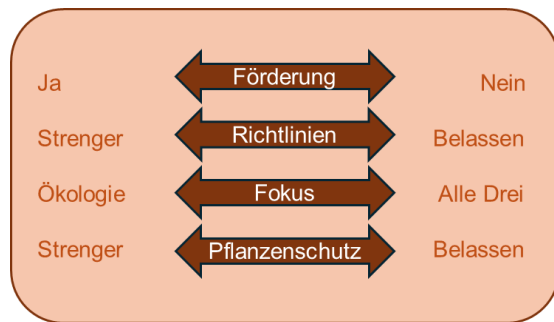 Ja Förderung Nein
Strenger Richtlinien Belassen
Ökologie Fokus Alle Drei
Strenger Pflanzenschutz Belassen